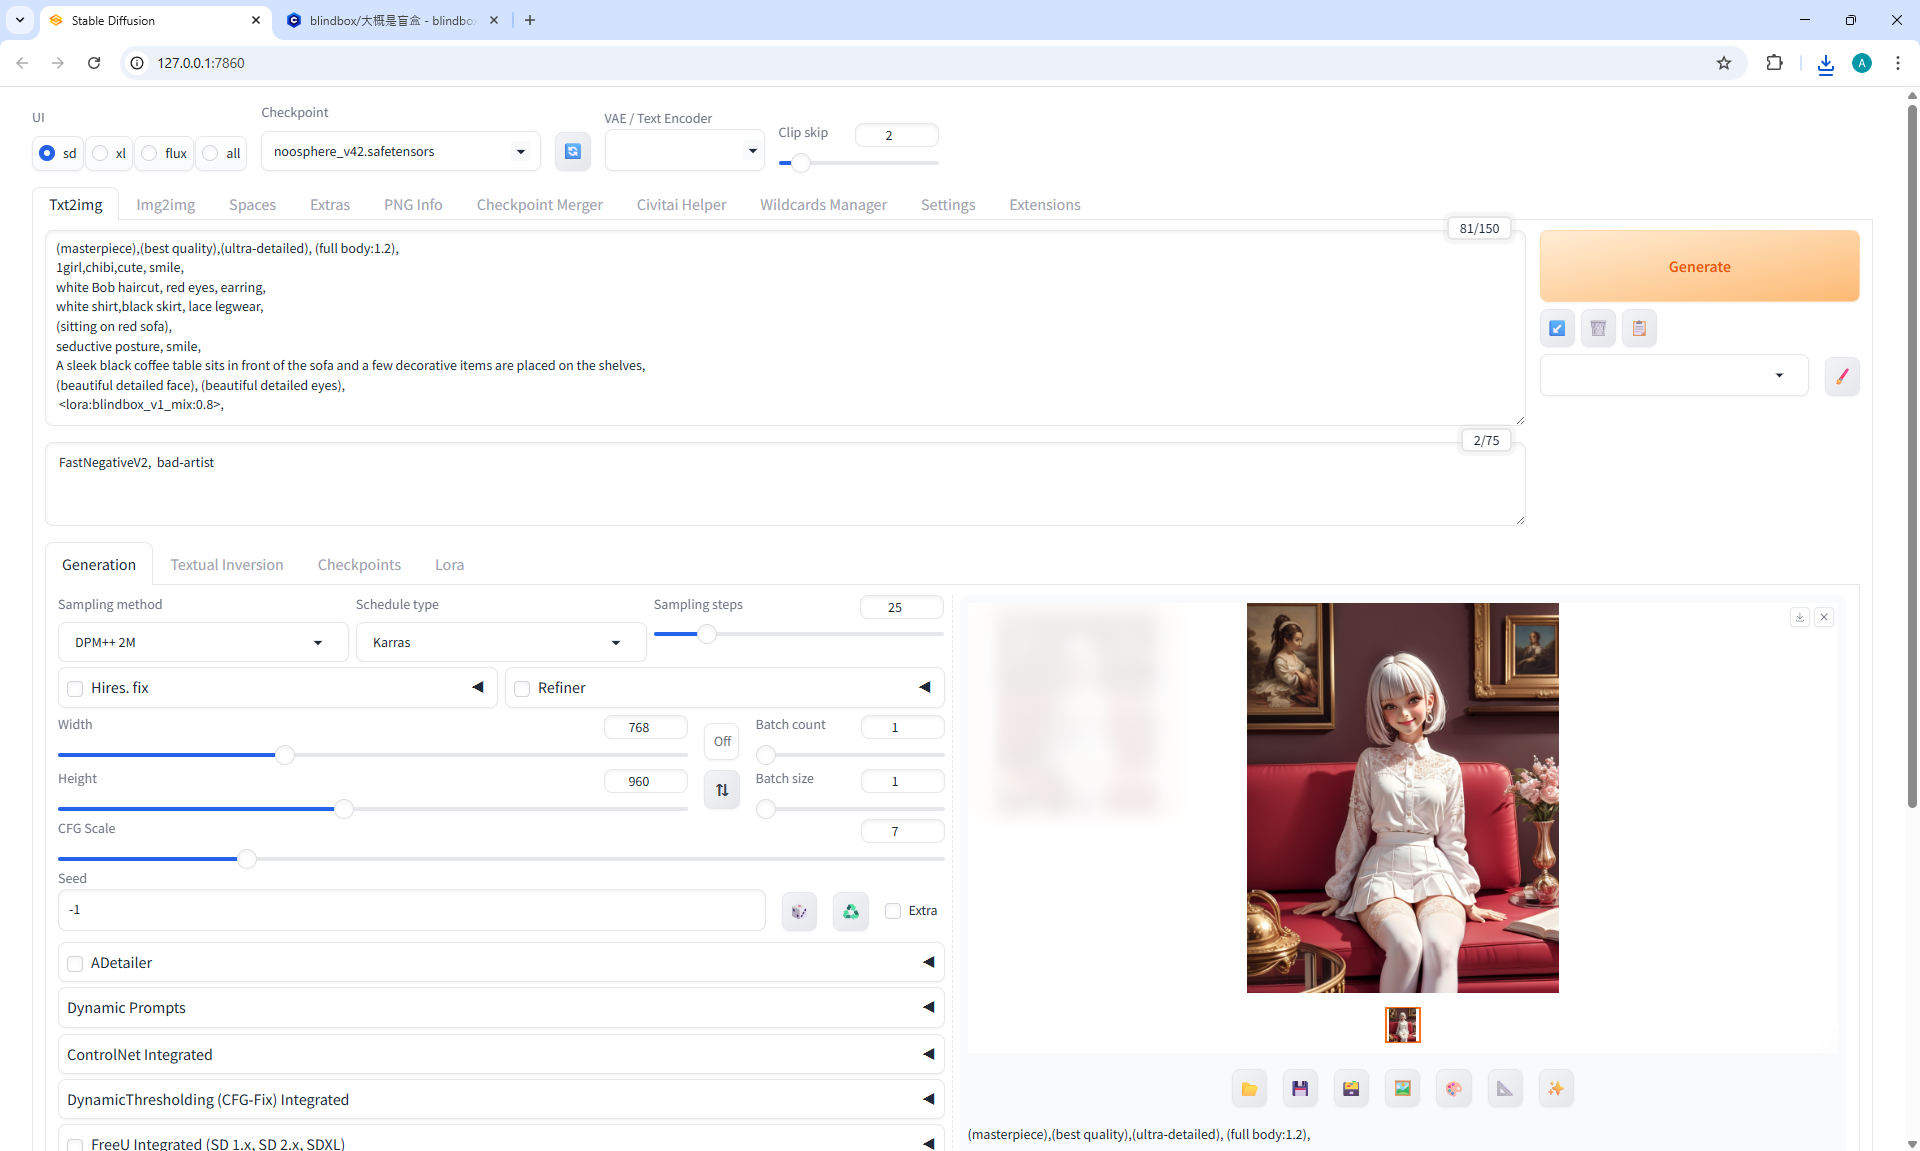 Stable Diffusion
blindbox/大概是盲盒 - blindbo
127.0.0.1:7860
A
UI
sd
xl
flux
all
Checkpoint
noosphere_v42.safetensors
VAE / Text Encoder
Clip skip
2
Txt2img
Img2img
Spaces
Extras
PNG Info
Checkpoint Merger
Civitai Helper
Wildcards Manager
Settings
Extensions
81/150
(masterpiece),(best quality),(ultra-detailed), (full body:1.2),
1girl,chibi,cute, smile,
white Bob haircut, red eyes, earring,
white shirt,black skirt, lace legwear,
(sitting on red sofa),
seductive posture, smile,
A sleek black coffee table sits in front of the sofa and a few decorative items are placed on the shelves,
(beautiful detailed face), (beautiful detailed eyes),
<lora:blindbox_v1_mix:0.8>,
Generate
2/75
FastNegativeV2, bad-artist
Generation
Textual Inversion
Checkpoints
Lora
Sampling method
DPM++ 2M
Schedule type
Karras
Sampling steps
25
Hires. fix
Refiner
Width
768
Height
960
Off
Batch count
1
Batch size
1
CFG Scale
7
Seed
-1
Extra
ADetailer
Dynamic Prompts
ControlNet Integrated
DynamicThresholding (CFG-Fix) Integrated
FreeU Integrated (SD 1.x, SD 2.x, SDXL)
(masterpiece),(best quality),(ultra-detailed), (full body:1.2),